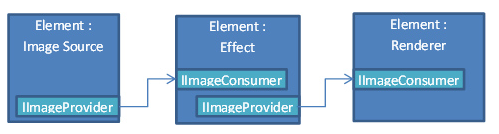 Element :
Image Source
IImageProvider
Element :
Effect
IImageConsumer
IImageProvider
Element :
Renderer
IImageConsumer